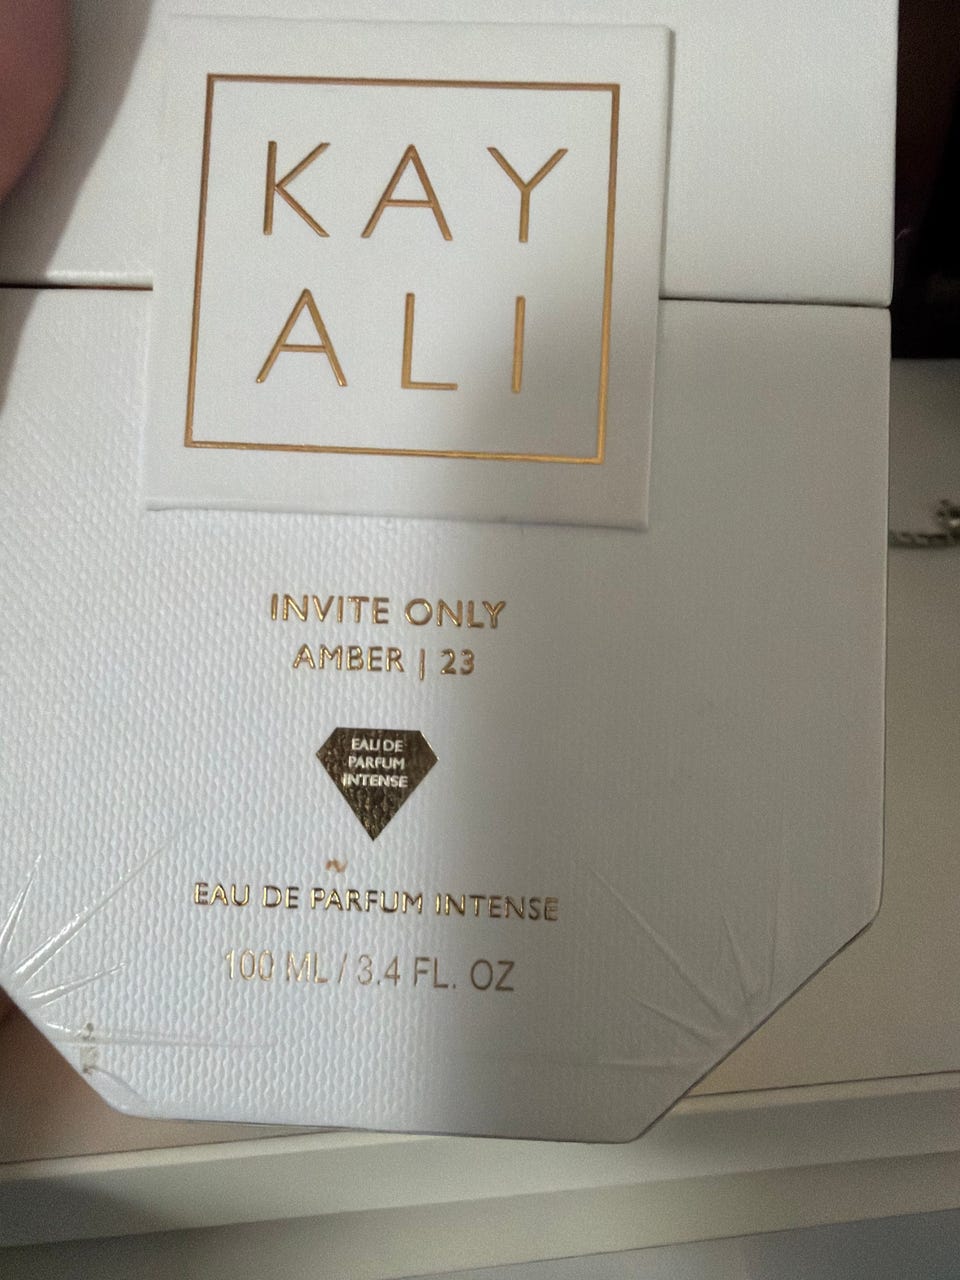 KAY
ALI
INVITE ONLY
AMBER | 23
EAU DE
PARFUM
INTENSE
EAU DE PARFUM INTENSE
100 ML / 3.4 FL. OZ